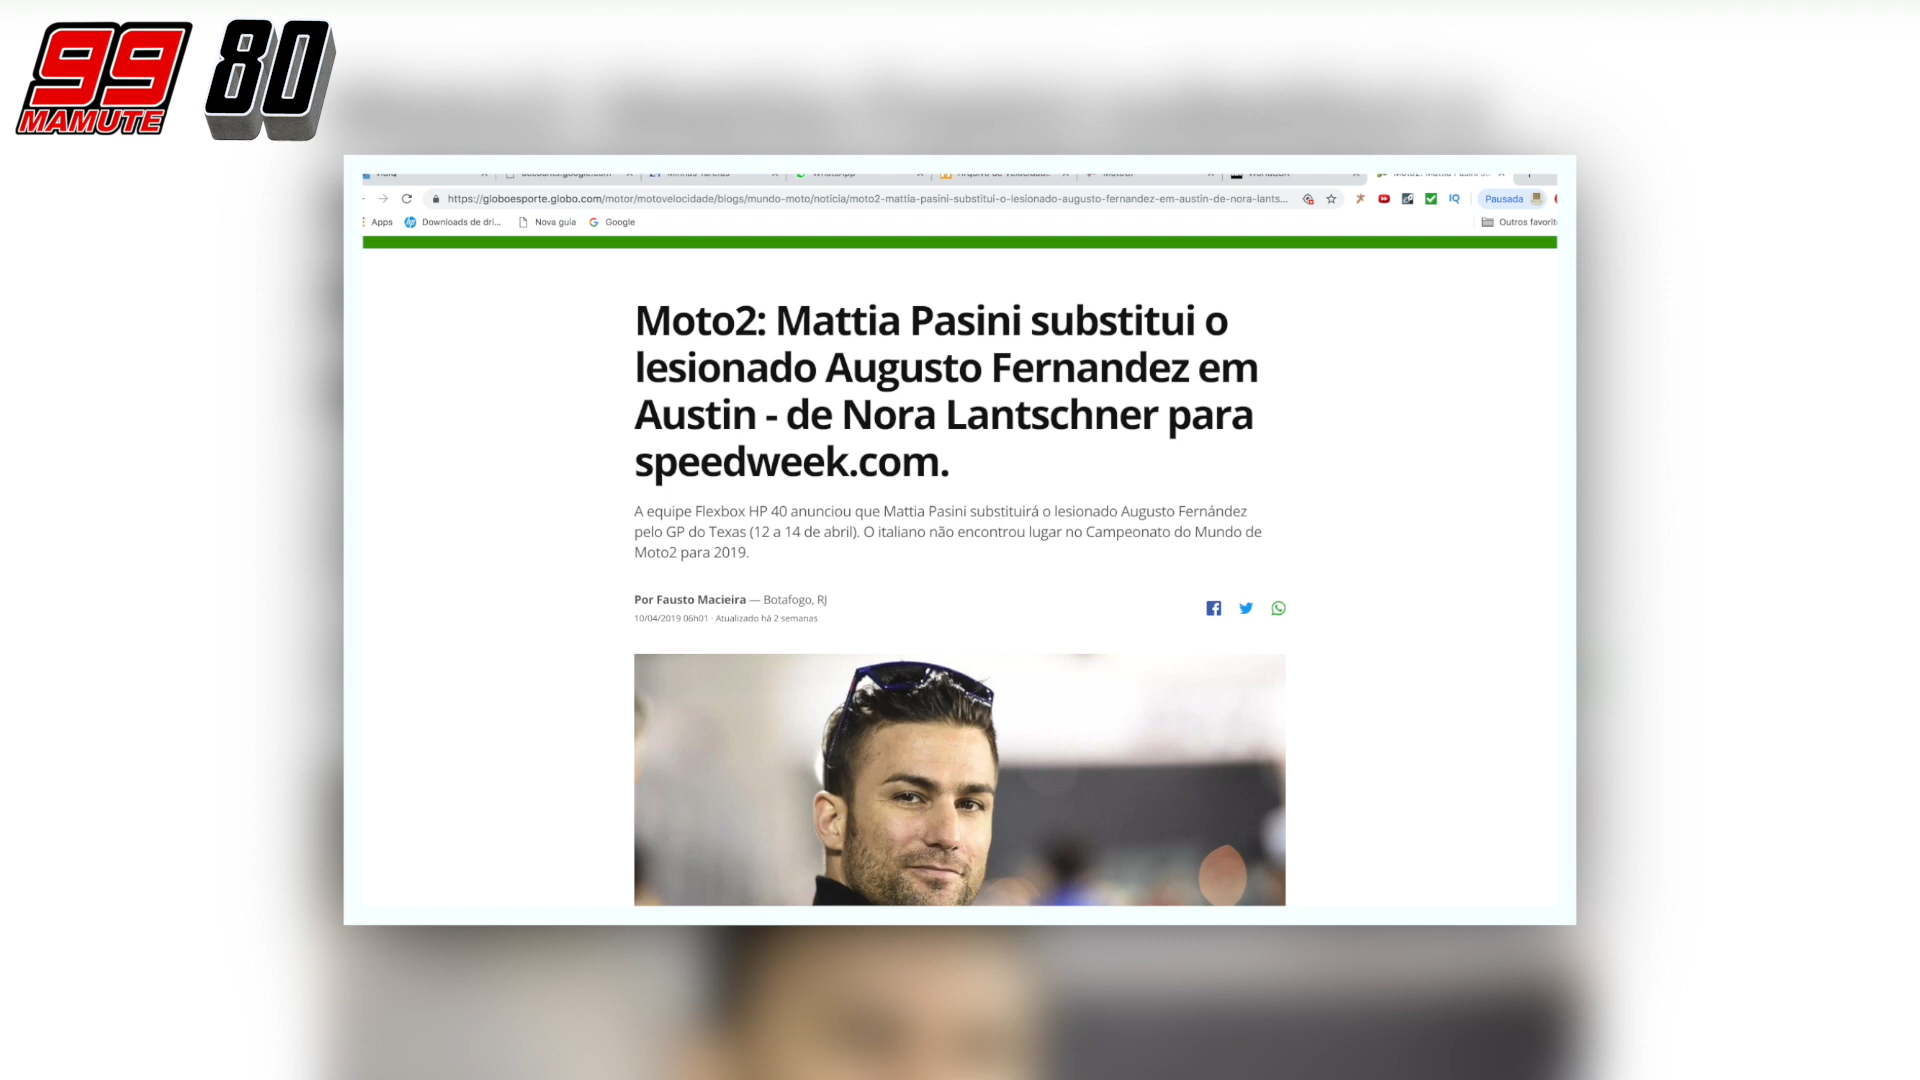 99 80
MAMUTE
https://globoesporte.globo.com/motor/motovelocidade/blogs/mundo-moto/noticia/moto2-mattia-pasini-substitui-o-lesionado-augusto-fernandez-em-austin-de-nora-lants...
IQ
Pausada
Apps
Downloads de dri...
Nova guia
Google
Outros favorit
Moto2: Mattia Pasini substitui o
lesionado Augusto Fernandez em
Austin - de Nora Lantschner para
speedweek.com.
A equipe Flexbox HP 40 anunciou que Mattia Pasini substituirá o lesionado Augusto Fernández
pelo GP do Texas (12 a 14 de abril). O italiano não encontrou lugar no Campeonato do Mundo de
Moto2 para 2019.
Por Fausto Macieira — Botafogo, RJ
10/04/2019 06h01 · Atualizado há 2 semanas